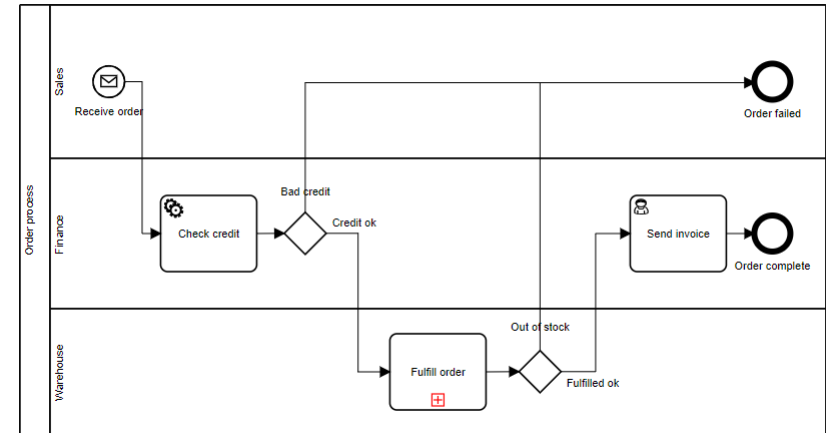 Order process
Sales
Receive order
Order failed
Finance
Check credit
Bad credit
Credit ok
Send invoice
Order complete
Warehouse
Fulfill order
Out of stock
Fulfilled ok